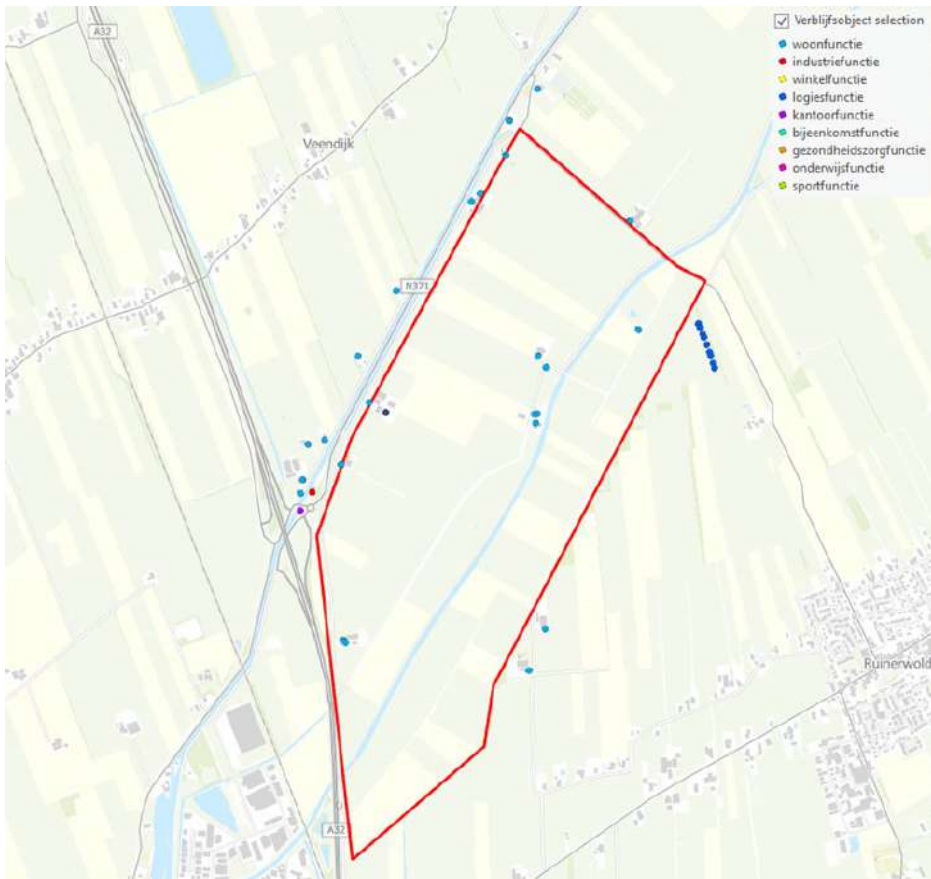 A32
Veendijk
N371
Ruinerwold
A32
Verblijfsobject selection
woonfunctie
industriefunctie
winkelfunctie
logiesfunctie
kantoorfunctie
bijeenkomstfunctie
gezondheidszorgfunctie
onderwijsfunctie
sportfunctie